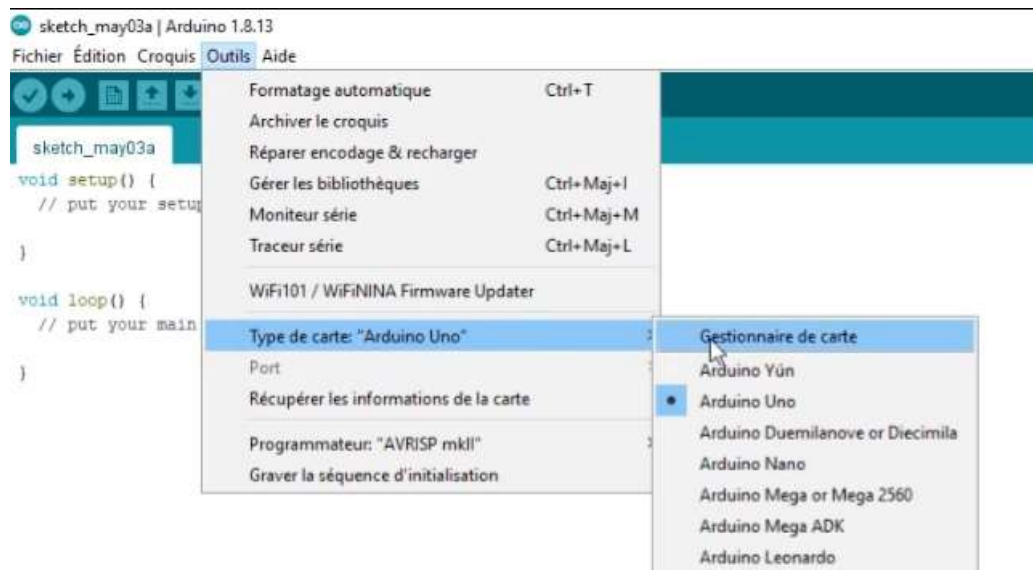 sketch_may03a | Arduino 1.8.13
Fichier Édition Croquis Outils Aide
sketch_may03a
void setup() {
// put your setup
}
void loop() {
// put your main
}
Formatage automatique Ctrl+T
Archiver le croquis
Réparer encodage & recharger
Gérer les bibliothèques Ctrl+Maj+I
Moniteur série Ctrl+Maj+M
Traceur série Ctrl+Maj+L
WiFi101 / WiFiNINA Firmware Updater
Type de carte: "Arduino Uno"
Port
Récupérer les informations de la carte
Programmateur: "AVRISP mkII"
Graver la séquence d'initialisation
Gestionnaire de carte
Arduino Yún
Arduino Uno
Arduino Duemilanove or Diecimila
Arduino Nano
Arduino Mega or Mega 2560
Arduino Mega ADK
Arduino Leonardo